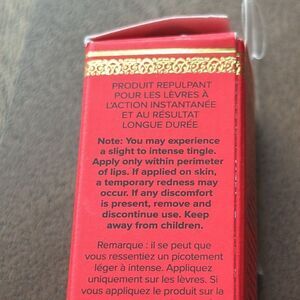 PRODUIT REPULPANT
POUR LES LÈVRES À
L'ACTION INSTANTANÉE
ET AU RÉSULTAT
LONGUE DURÉE
Note: You may experience
a slight to intense tingle.
Apply only within perimeter
of lips. If applied on skin,
a temporary redness may
occur. If any discomfort
is present, remove and
discontinue use. Keep
away from children.
Remarque : il se peut que
vous ressentiez un picotement
léger à intense. Appliquez
uniquement sur les lèvres. Si
vous appliquez le produit sur la